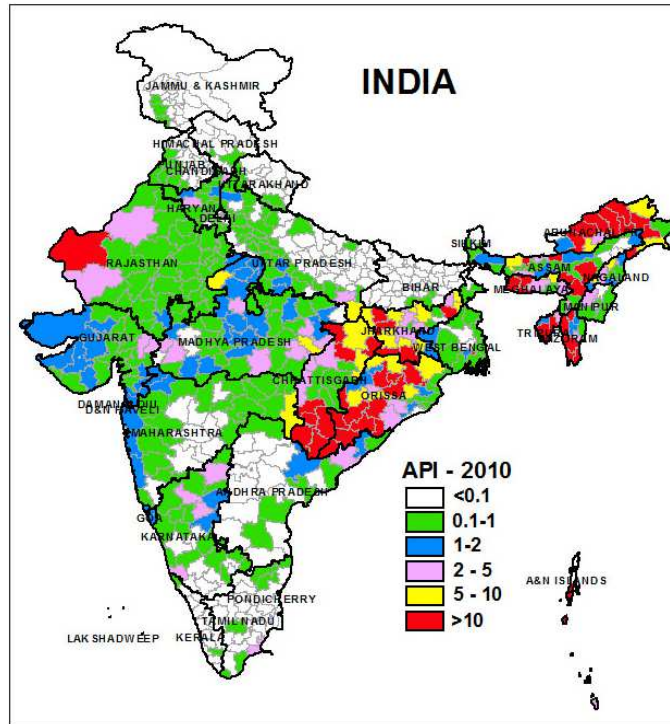 INDIA
JAMMU & KASHMIR
HIMACHAL PRADESH
PUNJAB
CHANDIGARH
UTTARAKHAND
HARYANA
DELHI
RAJASTHAN
UTTAR PRADESH
BIHAR
SIKKIM
ARUNACHAL PR
ASSAM
NAGALAND
MEGHALAYA
MANIPUR
TRIPURA
MIZORAM
GUJARAT
MADHYA PRADESH
JHARKHAND
WEST BENGAL
CHHATTISGARH
ORISSA
DAMAN & DIU
D&N HAVELI
MAHARASHTRA
ANDHRA PRADESH
GOA
KARNATAKA
PONDICHERRY
TAMIL NADU
KERALA
LAKSHADWEEP
A&N ISLANDS
API - 2010
<0.1
0.1-1
1-2
2 - 5
5 - 10
>10